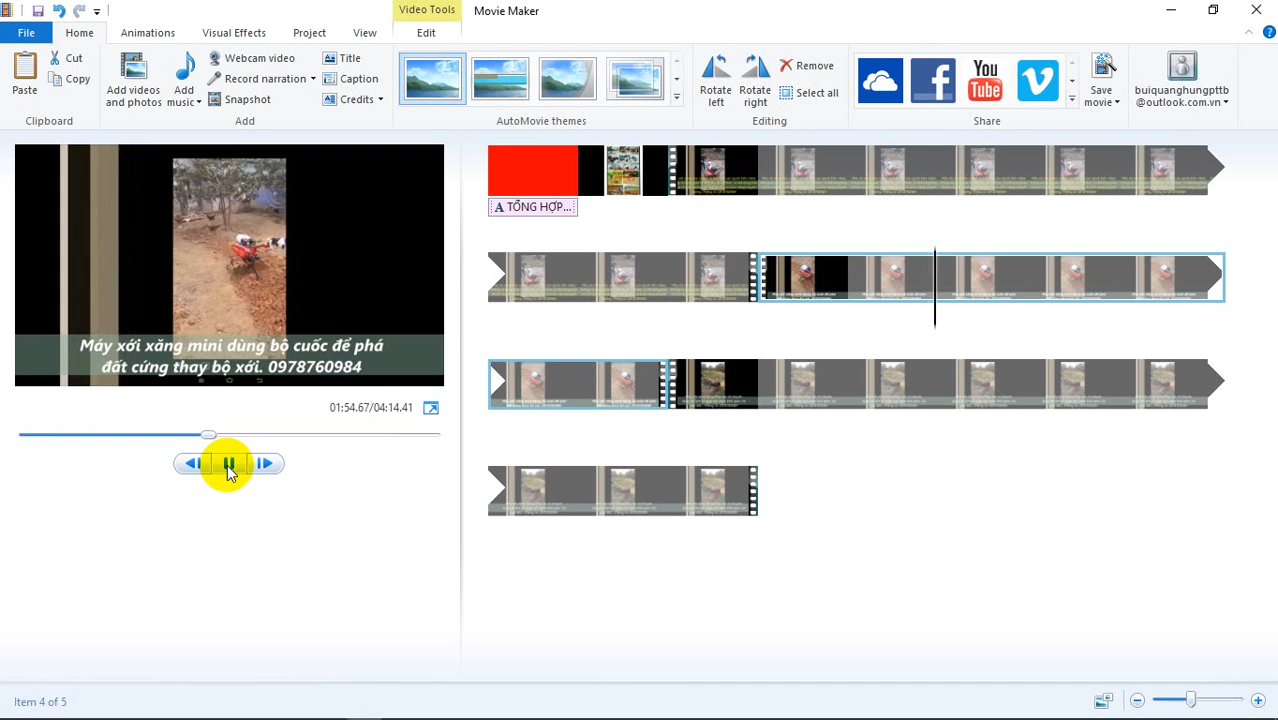 Video Tools
Movie Maker
File
Home
Animations
Visual Effects
Project
View
Edit
Paste
Cut
Copy
Clipboard
Add videos
and photos
Add
music
Webcam video
Record narration
Snapshot
Title
Caption
Credits
Add
AutoMovie themes
Rotate
left
Rotate
right
Remove
Select all
Editing
You
Tube
Share
Save
movie
buiquanghungpttb
@outlook.com.vn
Máy xới xăng mini dùng bộ cuốc để phá
đất cứng thay bộ xới. 0978760984
01:54.67/04:14.41
A TỔNG HỢP...
Item 4 of 5